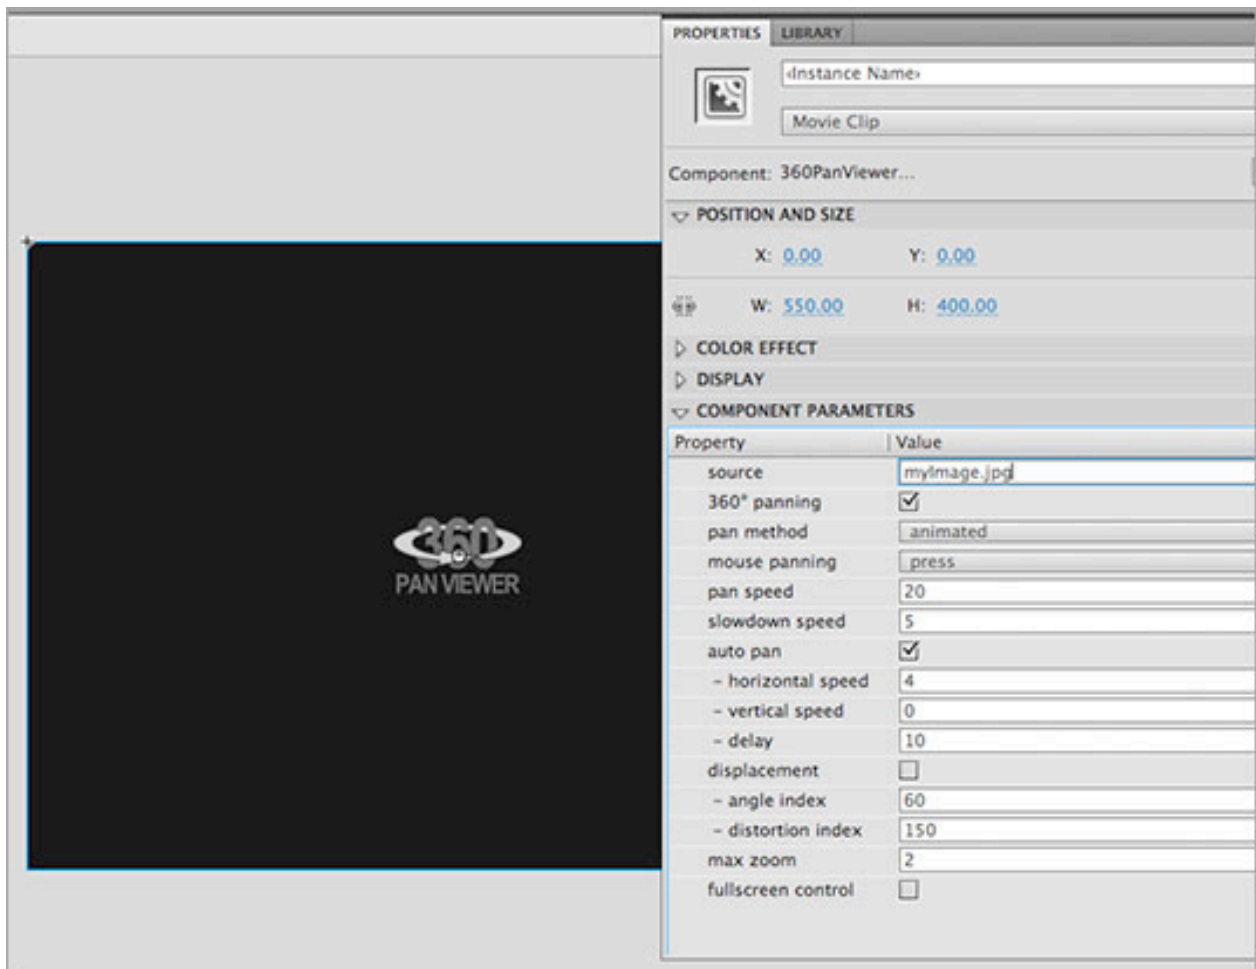 PROPERTIES LIBRARY
‹Instance Name›
Movie Clip
Component: 360PanViewer...
POSITION AND SIZE
X: 0.00 Y: 0.00
W: 550.00 H: 400.00
COLOR EFFECT
DISPLAY
COMPONENT PARAMETERS
Property Value
source myImage.jpg
360° panning
pan method animated
mouse panning press
pan speed 20
slowdown speed 5
auto pan
- horizontal speed 4
- vertical speed 0
- delay 10
displacement
- angle index 60
- distortion index 150
max zoom 2
fullscreen control
360
PAN VIEWER